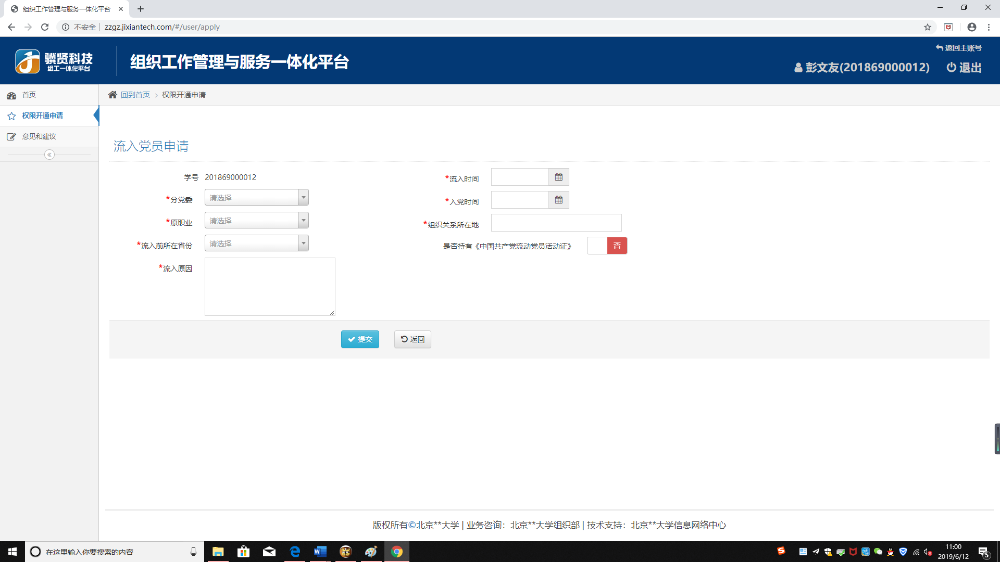 组织工作管理与服务一体化平台
不安全 zzgz.jixiantech.com/#/user/apply
骥贤科技
组工一体化平台
组织工作管理与服务一体化平台
返回主账号
彭文友(201869000012) 退出
首页
权限开通申请
意见和建议
回到首页 > 权限开通申请
流入党员申请
学号 201869000012
*流入时间
*分党委 请选择
*入党时间
*原职业 请选择
*组织关系所在地
*流入前所在省份 请选择
是否持有《中国共产党流动党员活动证》 否
*流入原因
提交 返回
版权所有©北京**大学 | 业务咨询：北京**大学组织部 | 技术支持：北京**大学信息网络中心
在这里输入你要搜索的内容
11:00
2019/6/12
5